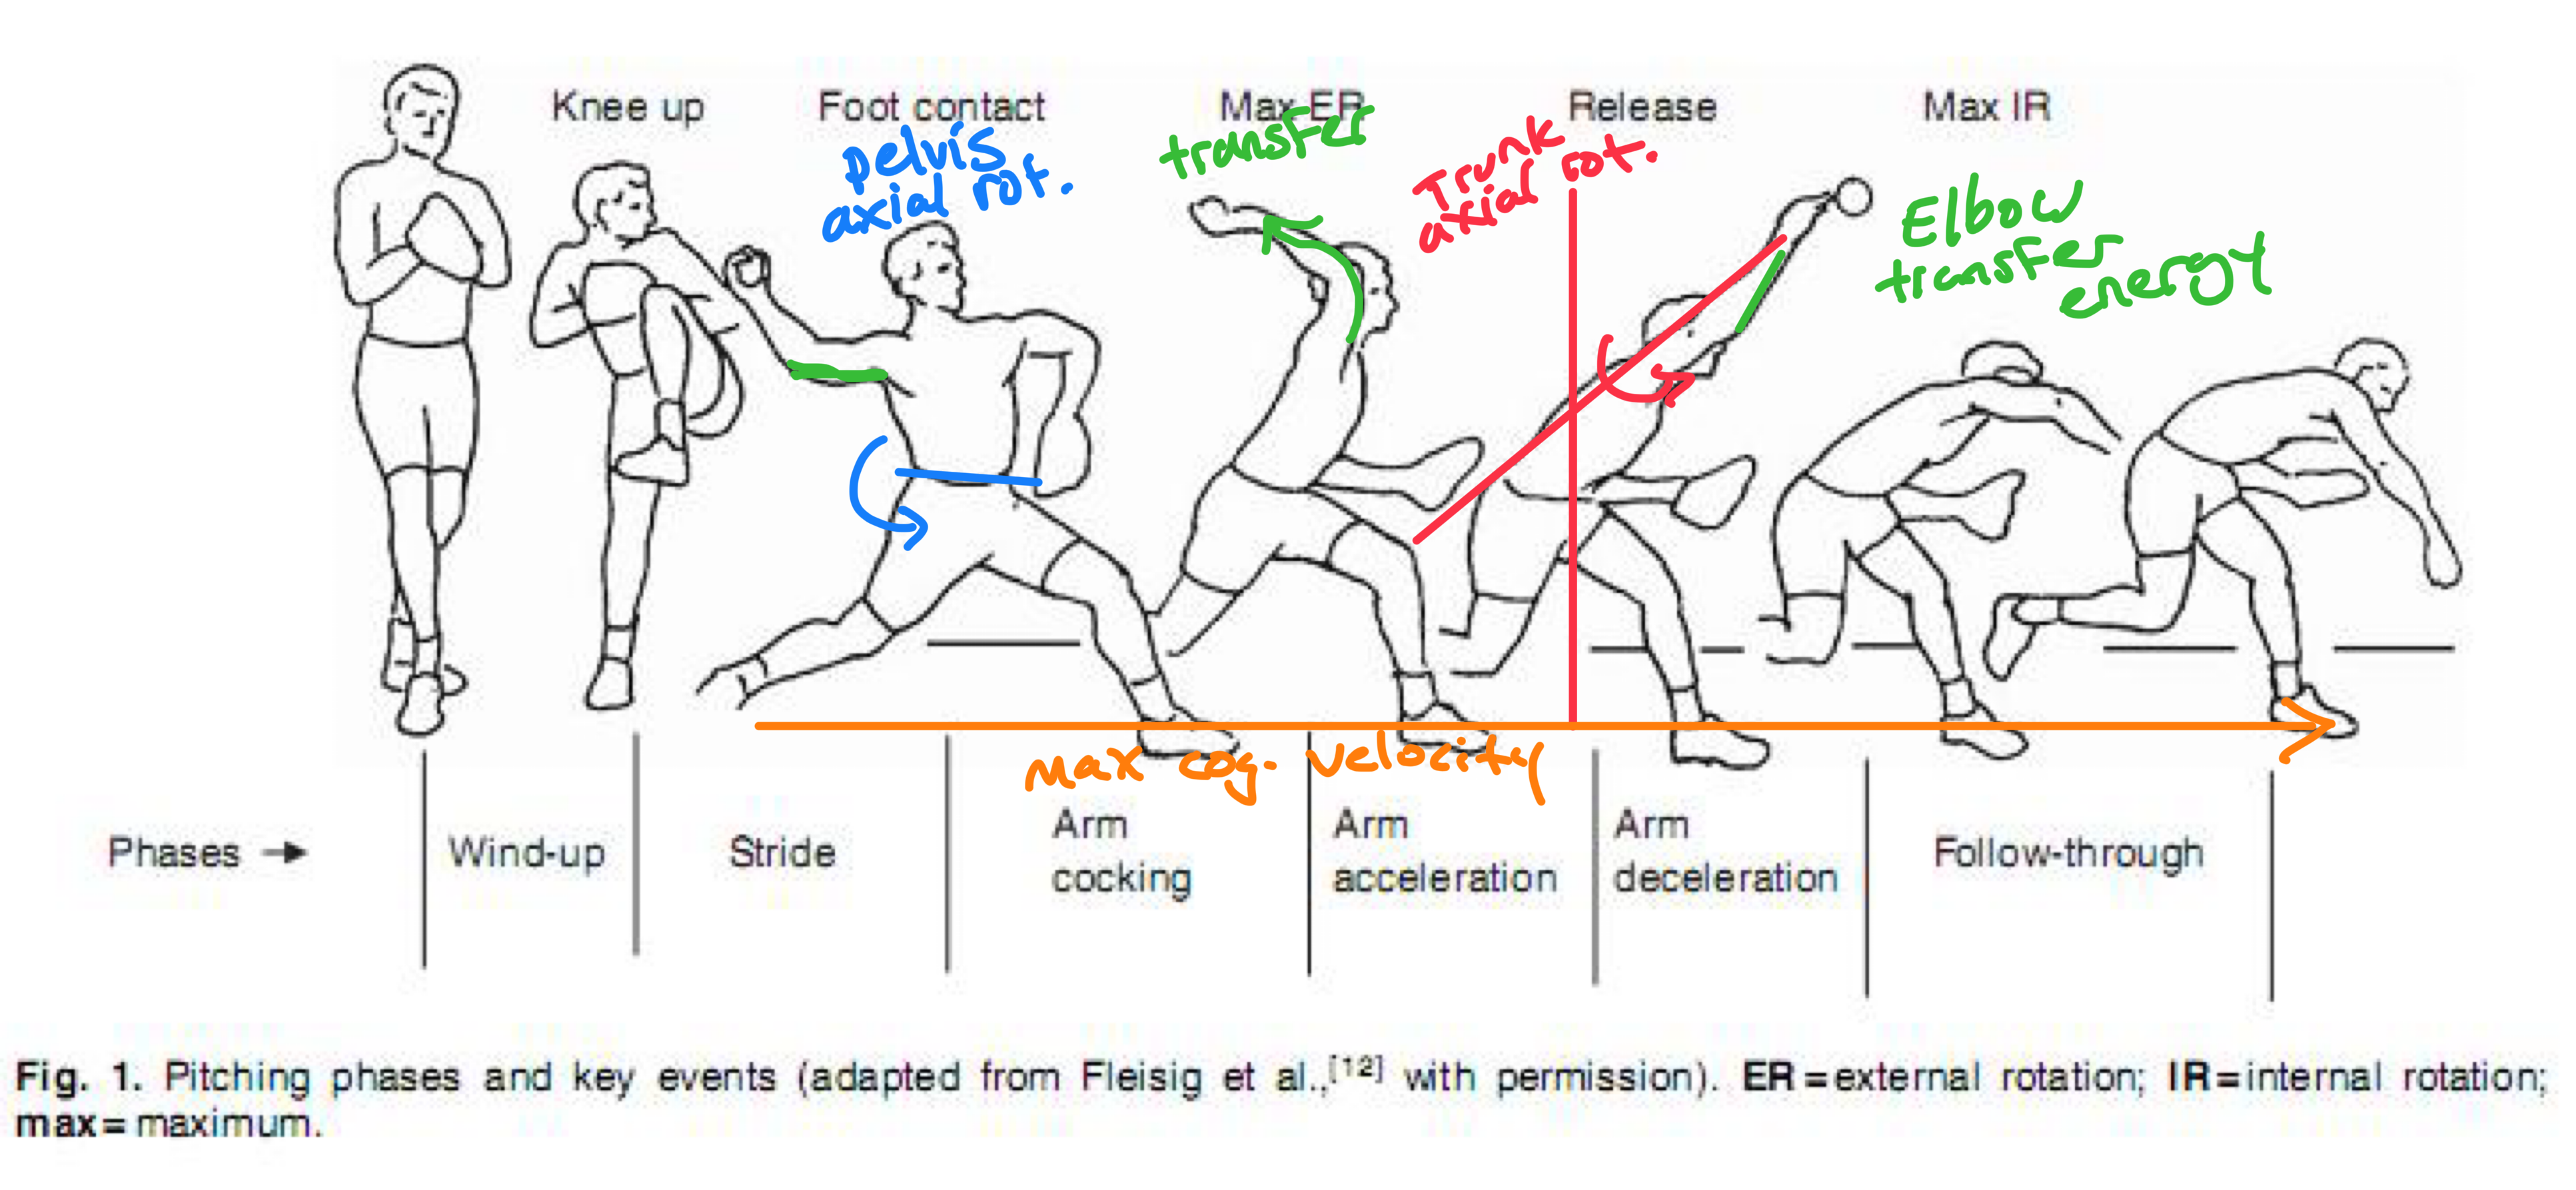 Knee up
Foot contact
Max ER
Release
Max IR
pelvis
axial rot.
transfer
Trunk
axial rot.
Elbow
transfer
energy
max cog. velocity
Phases →
Wind-up
Stride
Arm
cocking
Arm
acceleration
Arm
deceleration
Follow-through
Fig. 1. Pitching phases and key events (adapted from Fleisig et al.,[12] with permission). ER = external rotation; IR = internal rotation;
max = maximum.